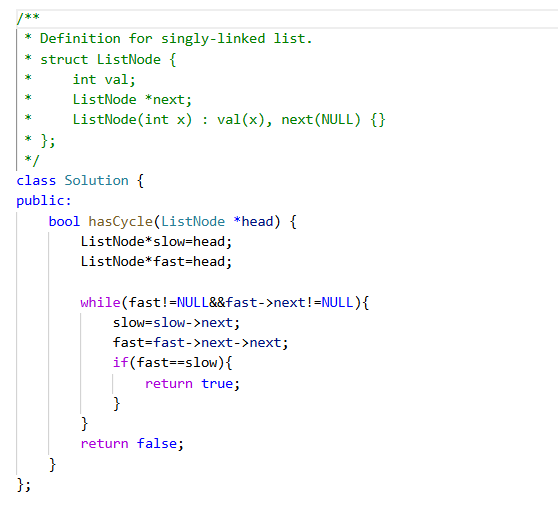 /**
 * Definition for singly-linked list.
 * struct ListNode {
 *     int val;
 *     ListNode *next;
 *     ListNode(int x) : val(x), next(NULL) {}
 * };
 */
class Solution {
public:
    bool hasCycle(ListNode *head) {
        ListNode*slow=head;
        ListNode*fast=head;

        while(fast!=NULL&&fast->next!=NULL){
            slow=slow->next;
            fast=fast->next->next;
            if(fast==slow){
                return true;
            }
        }
        return false;
    }
};